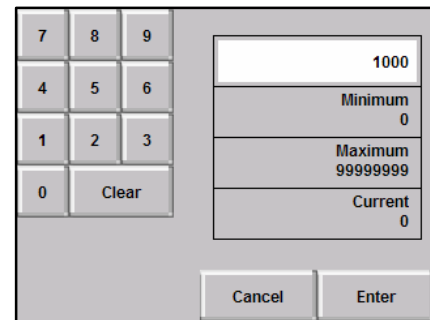 7 8 9
4 5 6
1 2 3
0 Clear
1000
Minimum
0
Maximum
99999999
Current
0
Cancel Enter